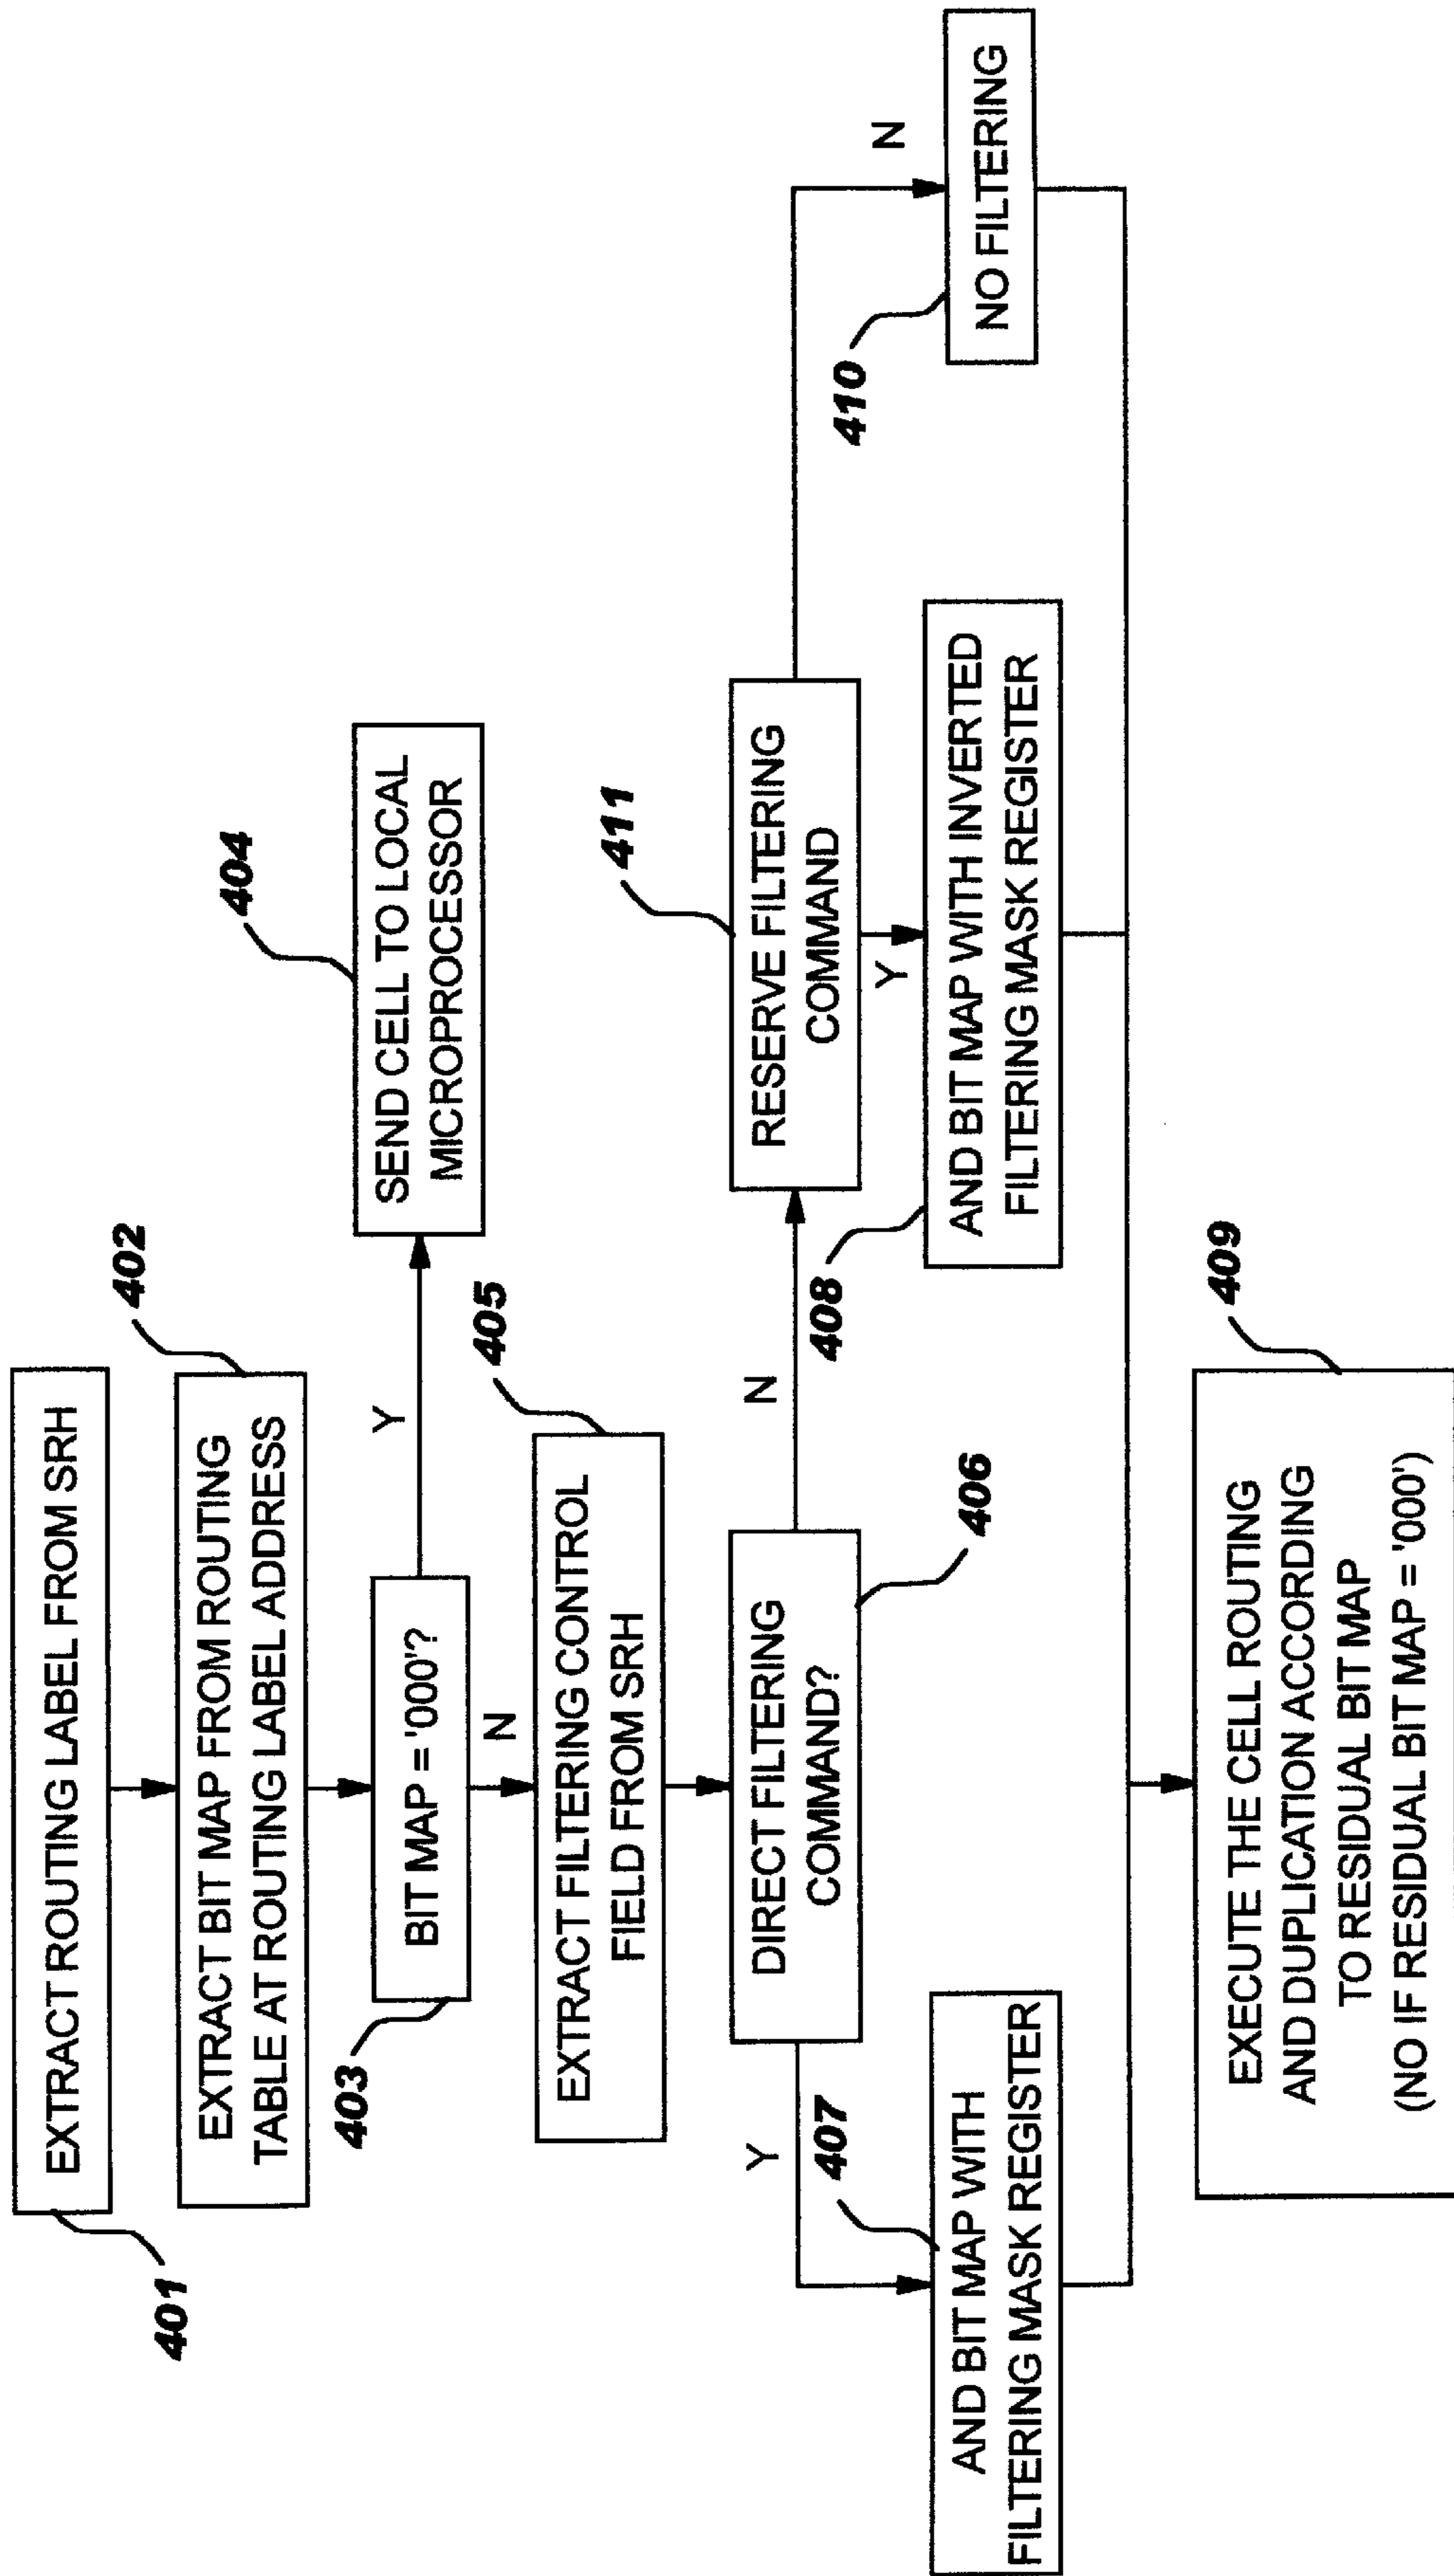 EXTRACT ROUTING LABEL FROM SRH
401
EXTRACT BIT MAP FROM ROUTING
TABLE AT ROUTING LABEL ADDRESS
402
BIT MAP = '000'?
403
Y
SEND CELL TO LOCAL
MICROPROCESSOR
404
N
EXTRACT FILTERING CONTROL
FIELD FROM SRH
405
DIRECT FILTERING
COMMAND?
406
Y
N
RESERVE FILTERING
COMMAND
411
N
Y
407
AND BIT MAP WITH
FILTERING MASK REGISTER
408
AND BIT MAP WITH INVERTED
FILTERING MASK REGISTER
410
NO FILTERING
EXECUTE THE CELL ROUTING
AND DUPLICATION ACCORDING
TO RESIDUAL BIT MAP
(NO IF RESIDUAL BIT MAP = '000')
409